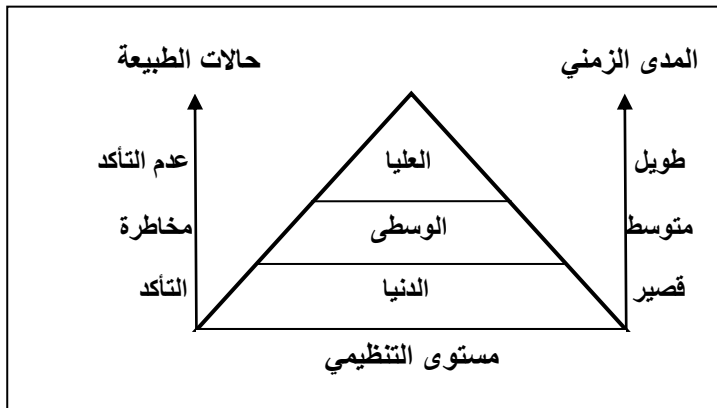 المدى الزمني
حالات الطبيعة
طويل
العليا
عدم التأكد
متوسط
الوسطى
مخاطرة
قصير
الدنيا
التأكد
مستوى التنظيمي